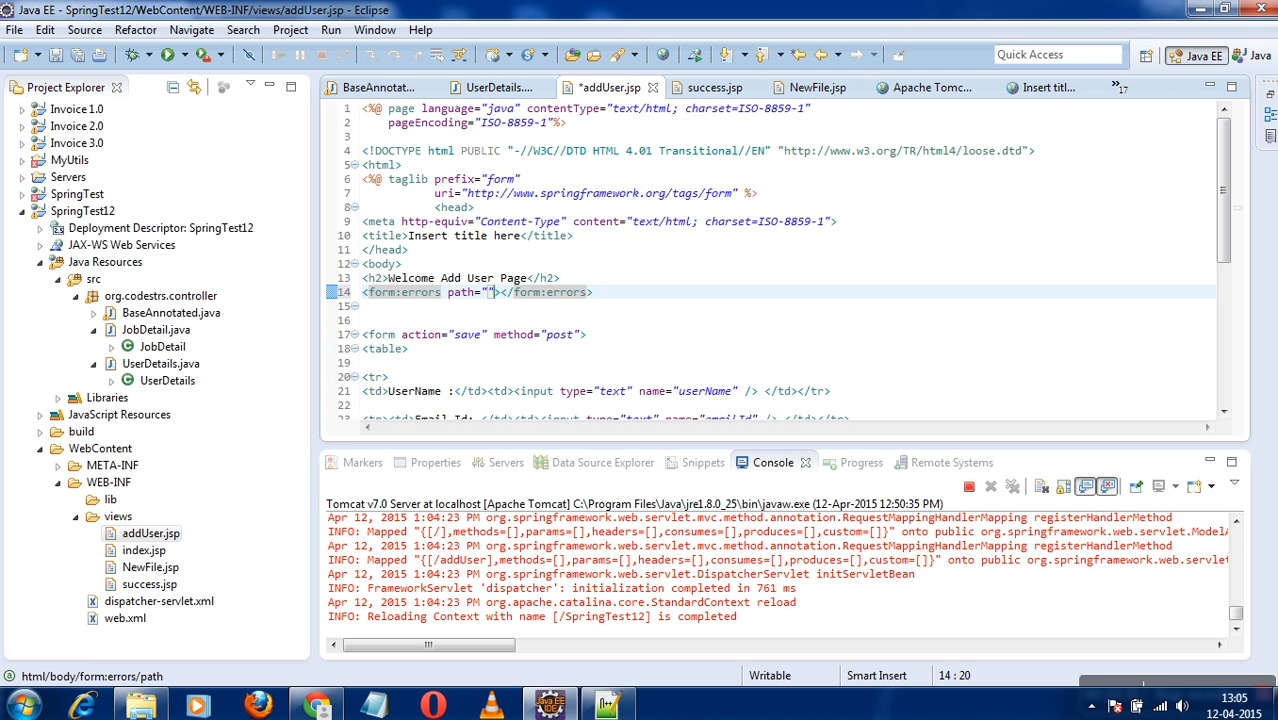 Java EE - SpringTest12/WebContent/WEB-INF/views/addUser.jsp - Eclipse
File Edit Source Refactor Navigate Search Project Run Window Help
Quick Access
Java EE
Java
Project Explorer
Invoice 1.0
Invoice 2.0
Invoice 3.0
MyUtils
Servers
SpringTest
SpringTest12
Deployment Descriptor: SpringTest12
JAX-WS Web Services
Java Resources
src
org.codestrs.controller
BaseAnnotated.java
JobDetail.java
JobDetail
UserDetails.java
UserDetails
Libraries
JavaScript Resources
build
WebContent
META-INF
WEB-INF
lib
views
addUser.jsp
index.jsp
NewFile.jsp
success.jsp
dispatcher-servlet.xml
web.xml
BaseAnnotat... UserDetails.... *addUser.jsp success.jsp NewFile.jsp Apache Tomc... Insert titl... »17
1 <%@ page language="java" contentType="text/html; charset=ISO-8859-1"
2 pageEncoding="ISO-8859-1"%>
3
4 <!DOCTYPE html PUBLIC "-//W3C//DTD HTML 4.01 Transitional//EN" "http://www.w3.org/TR/html4/loose.dtd">
5 <html>
6 <%@ taglib prefix="form"
7 uri="http://www.springframework.org/tags/form" %>
8 <head>
9 <meta http-equiv="Content-Type" content="text/html; charset=ISO-8859-1">
10 <title>Insert title here</title>
11 </head>
12 <body>
13 <h2>Welcome Add User Page</h2>
14 <form:errors path=""></form:errors>
15
16
17 <form action="save" method="post">
18 <table>
19
20 <tr>
21 <td>UserName :</td><td><input type="text" name="userName" /> </td></tr>
22
23 <tr><td>Email Id: </td><td><input type="text" name="emailId" /> </td></tr>
Markers Properties Servers Data Source Explorer Snippets Console Progress Remote Systems
Tomcat v7.0 Server at localhost [Apache Tomcat] C:\Program Files\Java\jre1.8.0_25\bin\javaw.exe (12-Apr-2015 12:50:35 PM)
Apr 12, 2015 1:04:23 PM org.springframework.web.servlet.mvc.method.annotation.RequestMappingHandlerMapping registerHandlerMethod
INFO: Mapped "{[/],methods=[],params=[],headers=[],consumes=[],produces=[],custom=[]}" onto public org.springframework.web.servlet.ModelA
Apr 12, 2015 1:04:23 PM org.springframework.web.servlet.mvc.method.annotation.RequestMappingHandlerMapping registerHandlerMethod
INFO: Mapped "{[/addUser],methods=[],params=[],headers=[],consumes=[],produces=[],custom=[]}" onto public org.springframework.web.servlet
Apr 12, 2015 1:04:23 PM org.springframework.web.servlet.DispatcherServlet initServletBean
INFO: FrameworkServlet 'dispatcher': initialization completed in 761 ms
Apr 12, 2015 1:04:23 PM org.apache.catalina.core.StandardContext reload
INFO: Reloading Context with name [/SpringTest12] is completed
html/body/form:errors/path
Writable
Smart Insert
14 : 20
13:05
12-04-2015